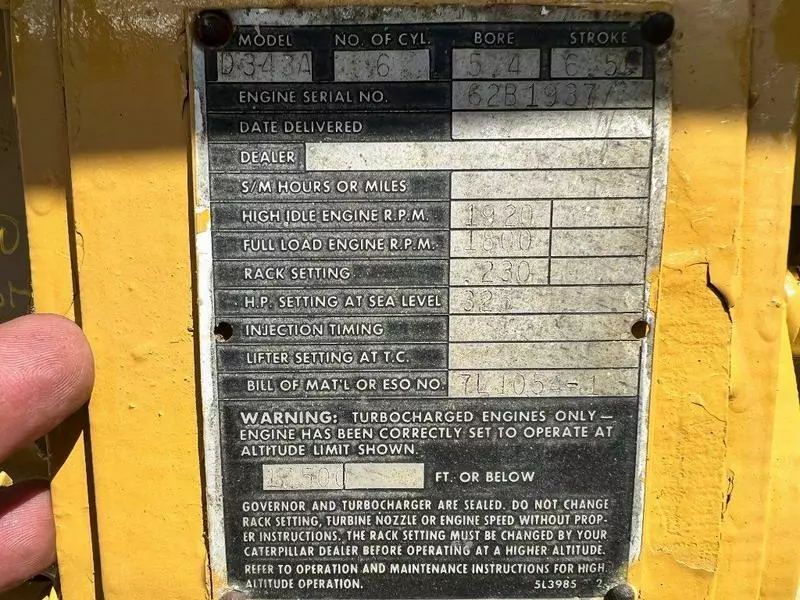 MODEL NO. OF CYL. BORE STROKE
D343A 6 5.4 6.5
ENGINE SERIAL NO. 62B1937
DATE DELIVERED
DEALER
S/M HOURS OR MILES
HIGH IDLE ENGINE R.P.M. 1920
FULL LOAD ENGINE R.P.M. 1800
RACK SETTING .230
H.P. SETTING AT SEA LEVEL
INJECTION TIMING
LIFTER SETTING AT T.C.
BILL OF MAT'L OR ESO NO. 7L1054-1
WARNING: TURBOCHARGED ENGINES ONLY—
ENGINE HAS BEEN CORRECTLY SET TO OPERATE AT
ALTITUDE LIMIT SHOWN.
FT. OR BELOW
GOVERNOR AND TURBOCHARGER ARE SEALED. DO NOT CHANGE
RACK SETTING, TURBINE NOZZLE OR ENGINE SPEED WITHOUT PROP-
ER INSTRUCTIONS. THE RACK SETTING MUST BE CHANGED BY YOUR
CATERPILLAR DEALER BEFORE OPERATING AT A HIGHER ALTITUDE.
REFER TO OPERATION AND MAINTENANCE INSTRUCTIONS FOR HIGH
ALTITUDE OPERATION. 5L3985 2